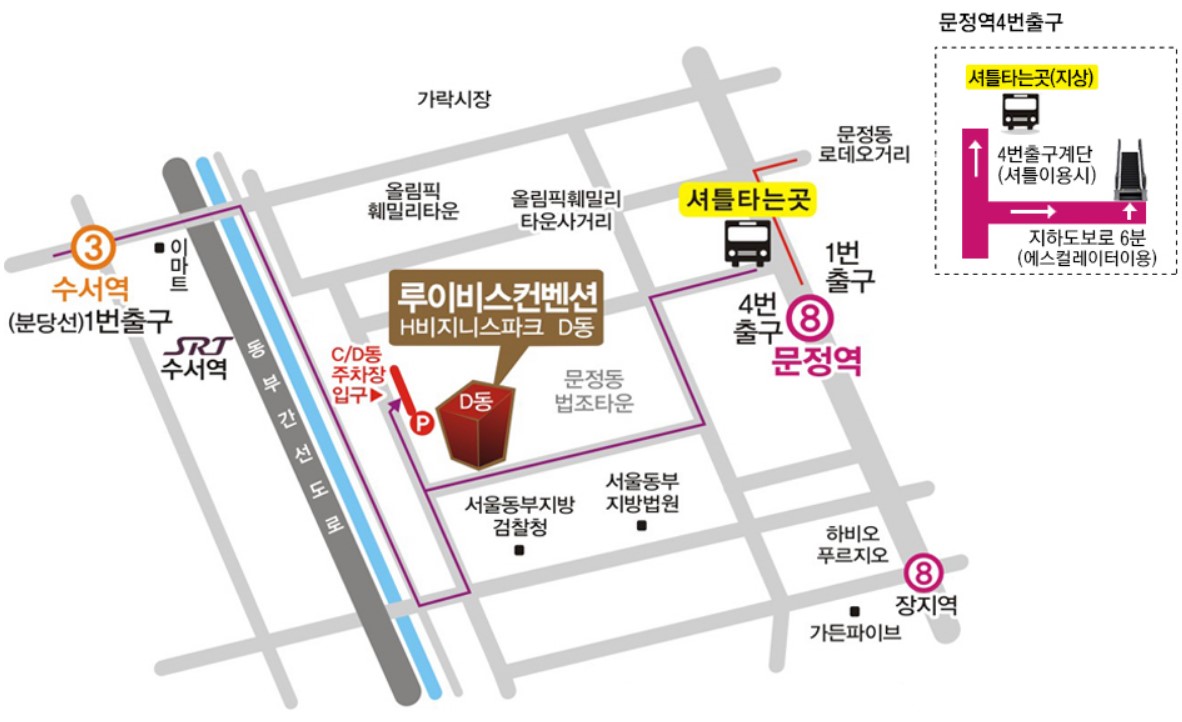 문정역4번출구
셔틀타는곳(지상)
4번출구계단
(셔틀이용시)
지하도보로 6분
(에스컬레이터이용)
가락시장
문정동
로데오거리
올림픽
훼밀리타운
올림픽훼밀리
타운사거리
셔틀타는곳
3
수서역
(분당선)1번출구
이마트
SRT
수서역
동부간선도로
루이비스컨벤션
H비지니스파크 D동
C/D동
주차장
입구▶
P
D동
문정동
법조타운
1번
출구
4번
출구
8
문정역
서울동부지방
검찰청
서울동부
지방법원
하비오
푸르지오
8
장지역
가든파이브